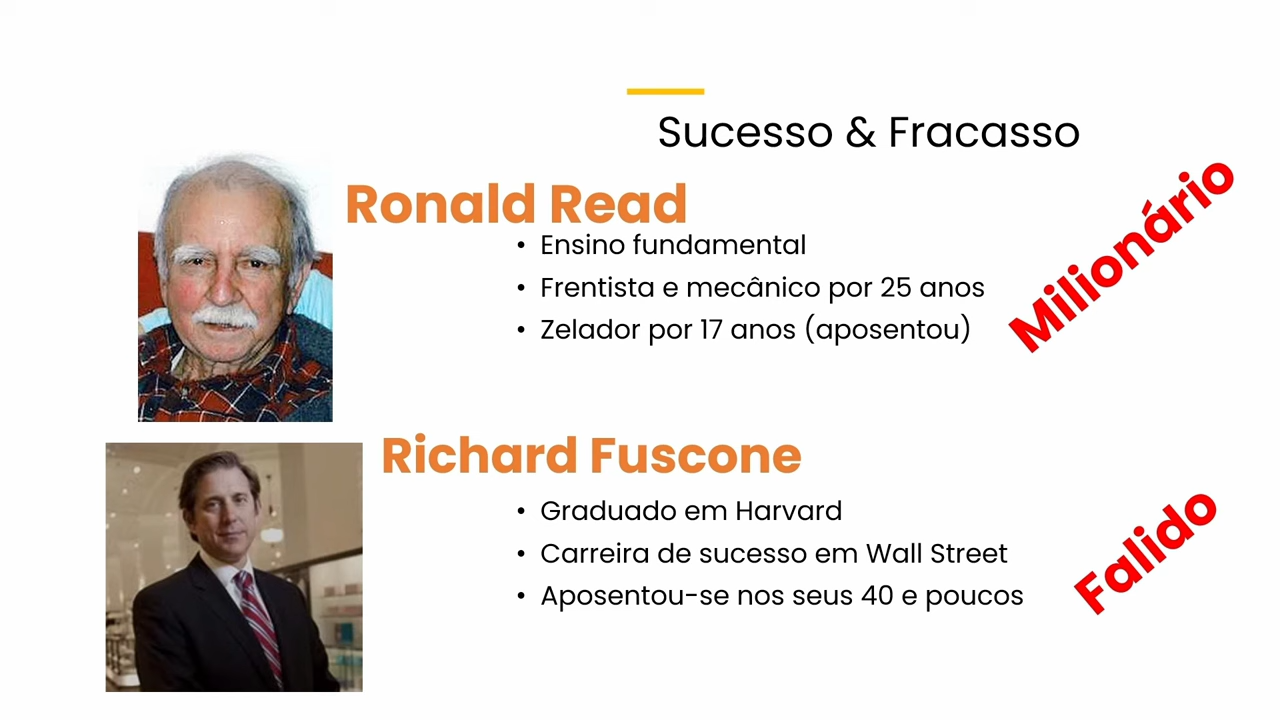 Sucesso & Fracasso
Ronald Read
• Ensino fundamental
• Frentista e mecânico por 25 anos
• Zelador por 17 anos (aposentou)
Milionário
Richard Fuscone
• Graduado em Harvard
• Carreira de sucesso em Wall Street
• Aposentou-se nos seus 40 e poucos
Falido